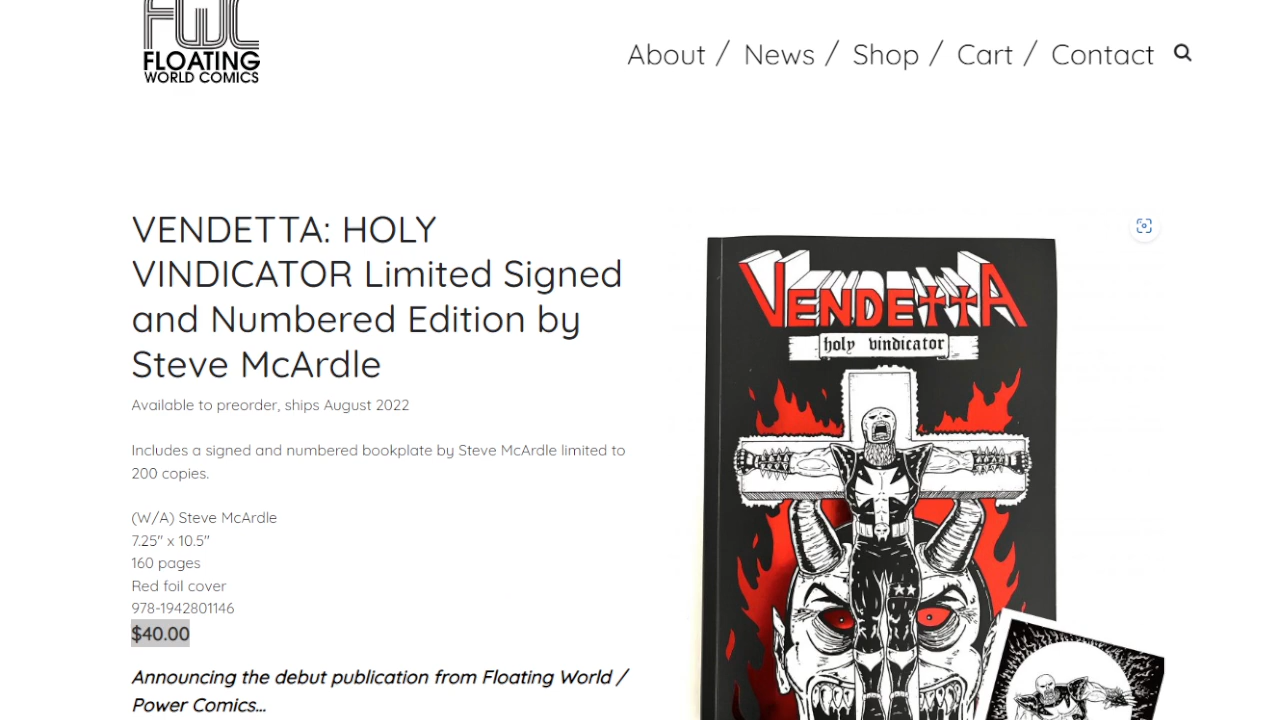 FWC
FLOATING
WORLD COMICS
About / News / Shop / Cart / Contact
VENDETTA: HOLY
VINDICATOR Limited Signed
and Numbered Edition by
Steve McArdle
Available to preorder, ships August 2022
Includes a signed and numbered bookplate by Steve McArdle limited to
200 copies.
(W/A) Steve McArdle
7.25" x 10.5"
160 pages
Red foil cover
978-1942801146
$40.00
Announcing the debut publication from Floating World /
Power Comics...
VENDETTA
holy vindicator